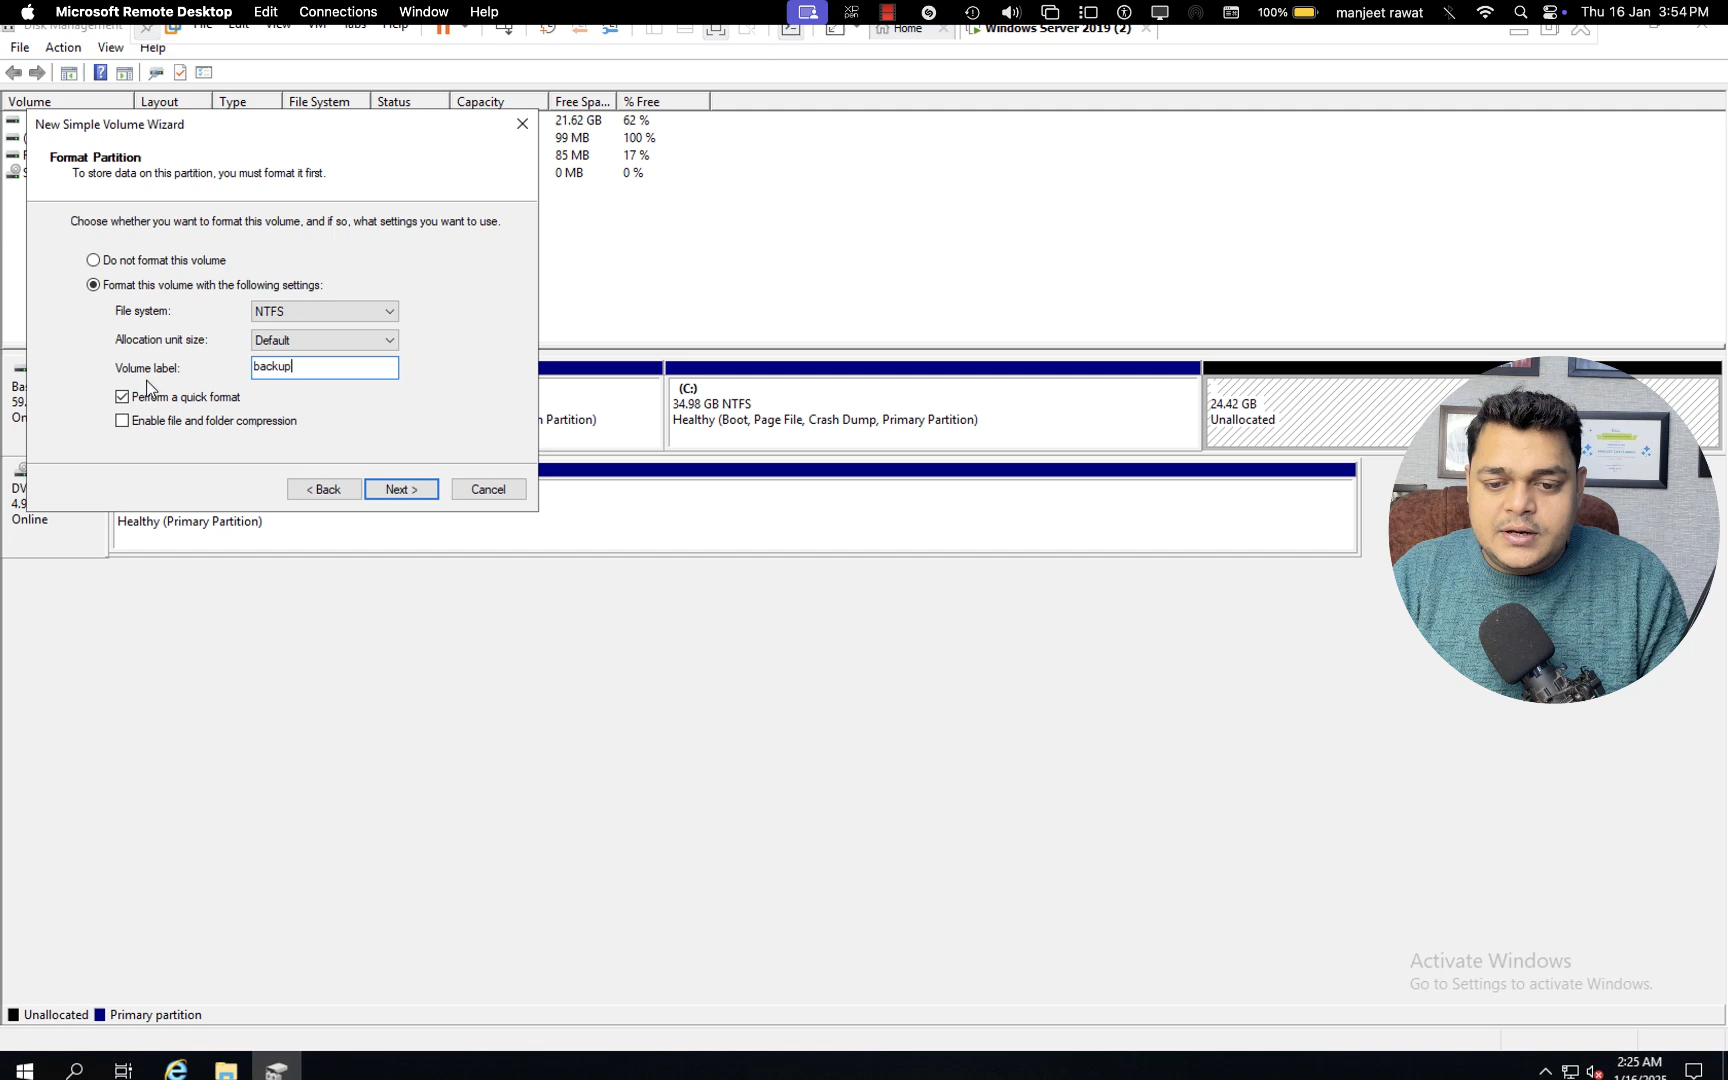 Microsoft Remote Desktop Edit Connections Window Help
100% manjeet rawat Thu 16 Jan 3:54 PM
Home Windows Server 2019 (2)
File Action View Help
Volume Layout Type File System Status Capacity Free Spa... % Free
21.62 GB 62 %
99 MB 100 %
85 MB 17 %
0 MB 0 %
New Simple Volume Wizard
Format Partition
To store data on this partition, you must format it first.
Choose whether you want to format this volume, and if so, what settings you want to use.
Do not format this volume
Format this volume with the following settings:
File system: NTFS
Allocation unit size: Default
Volume label: backup
Perform a quick format
Enable file and folder compression
< Back Next > Cancel
Ba
59.
On
n Partition)
(C:)
34.98 GB NTFS
Healthy (Boot, Page File, Crash Dump, Primary Partition)
24.42 GB
Unallocated
DV
4.9
Online
Healthy (Primary Partition)
Activate Windows
Go to Settings to activate Windows.
Unallocated Primary partition
2:25 AM